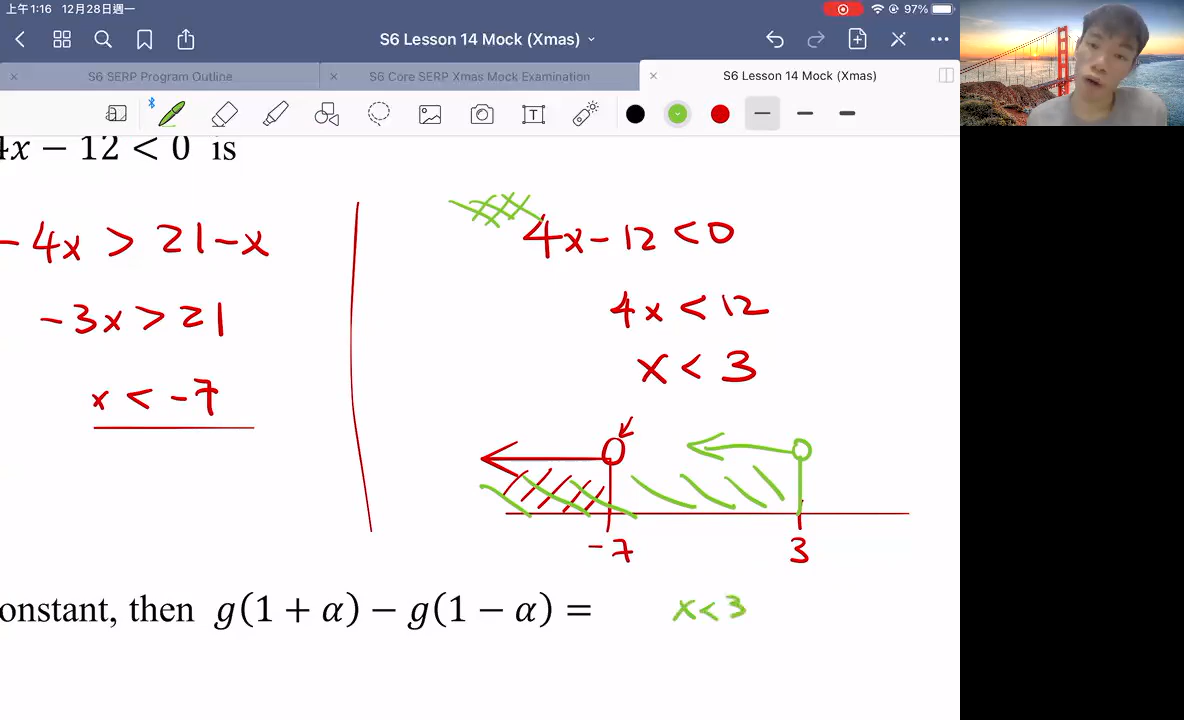 上午1:16 12月28日週一
97%
S6 Lesson 14 Mock (Xmas)
S6 SERP Program Outline
S6 Core SERP Xmas Mock Examination
S6 Lesson 14 Mock (Xmas)
4x − 12 < 0 is
-4x > 21-x
4x-12 <0
-3x > 21
4x < 12
x < -7
x < 3
-7
3
onstant, then g(1 + α) − g(1 − α) =
x<3